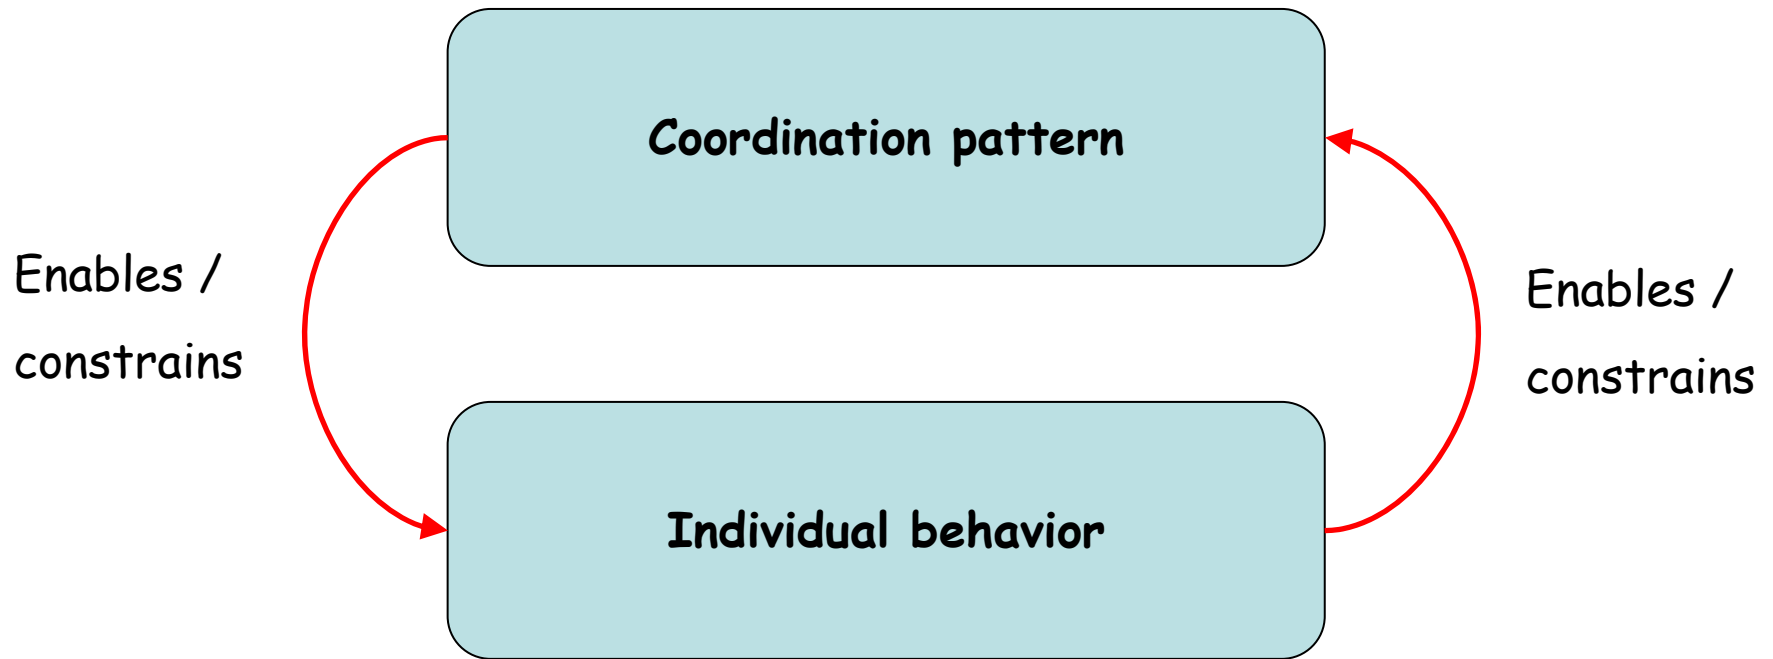 Coordination pattern
Enables /
constrains
Enables /
constrains
Individual behavior